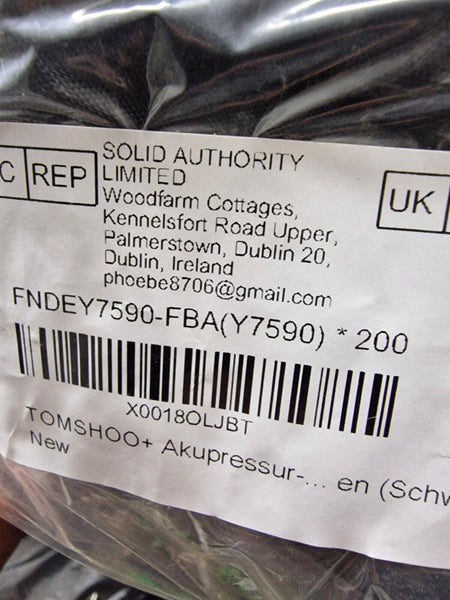 C REP
SOLID AUTHORITY
LIMITED
Woodfarm Cottages,
Kennelsfort Road Upper,
Palmerstown, Dublin 20,
Dublin, Ireland
phoebe8706@gmail.com
UK
FNDEY7590-FBA(Y7590) * 200
X0018OLJBT
TOMSHOO+ Akupressur-... en (Schw
New